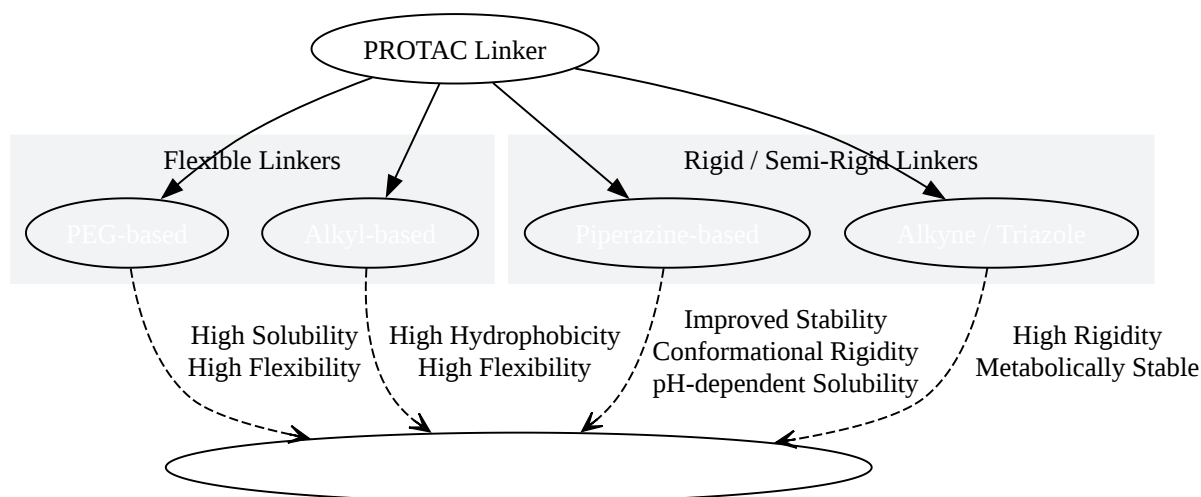 PROTAC Linker
Flexible Linkers
Rigid / Semi-Rigid Linkers
PEG-based
Alkyl-based
Piperazine-based
Alkyne / Triazole
High Solubility
High Flexibility
High Hydrophobicity
High Flexibility
Improved Stability
Conformational Rigidity
pH-dependent Solubility
High Rigidity
Metabolically Stable